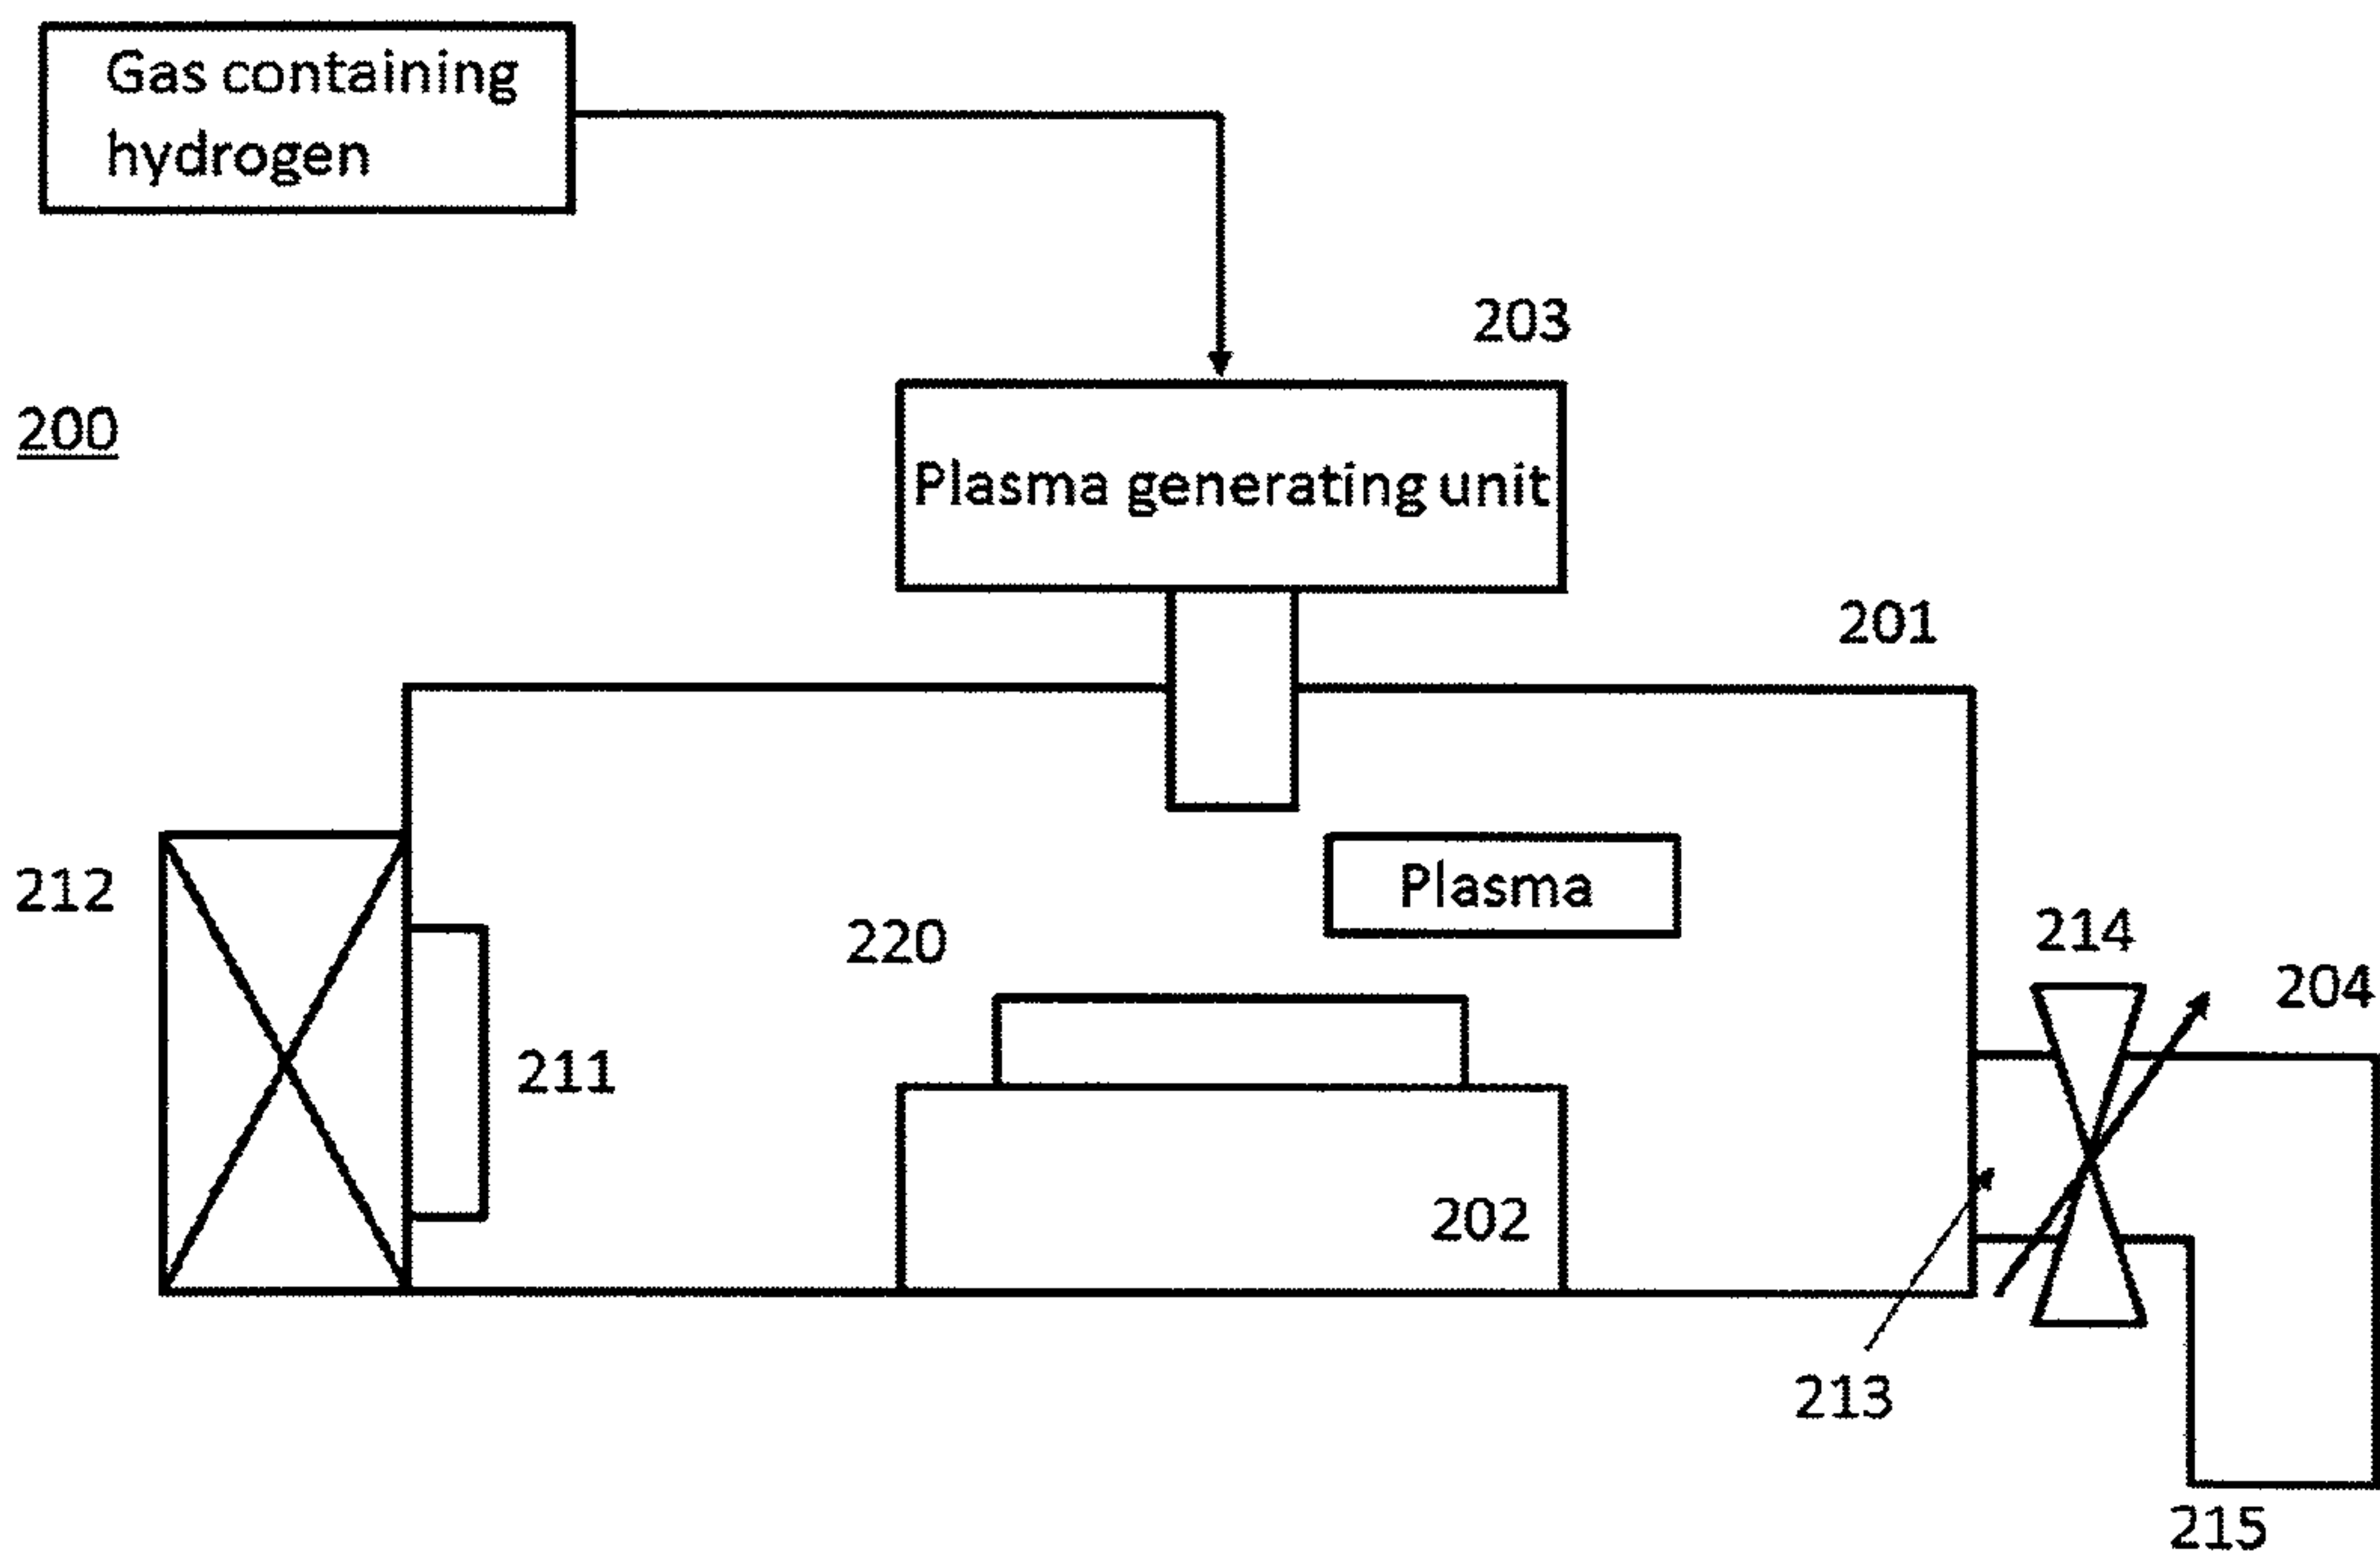 Gas containing
hydrogen
203
200
Plasma generating unit
201
212
Plasma
220
214
204
211
202
213
215